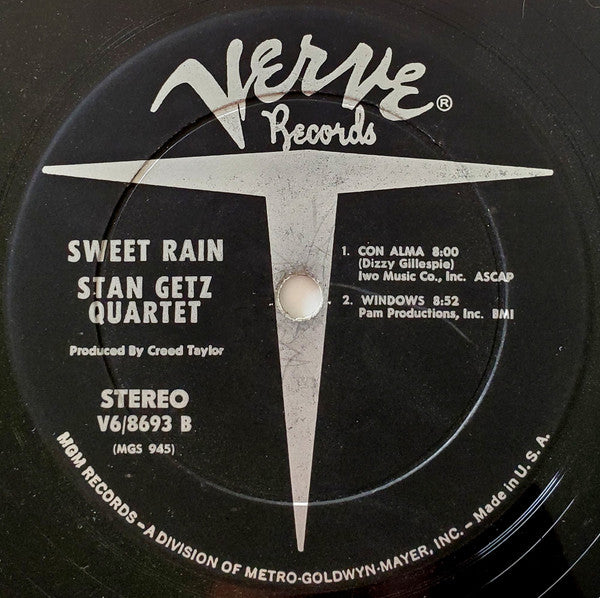 VERVE®
Records
SWEET RAIN
STAN GETZ
QUARTET
Produced By Creed Taylor
STEREO
V6/8693 B
(MGS 945)
1. CON ALMA 8:00
(Dizzy Gillespie)
Iwo Music Co., Inc. ASCAP
2. WINDOWS 8:52
Pam Productions, Inc. BMI
MGM RECORDS – A DIVISION OF METRO-GOLDWYN-MAYER, INC. – Made in U.S.A.